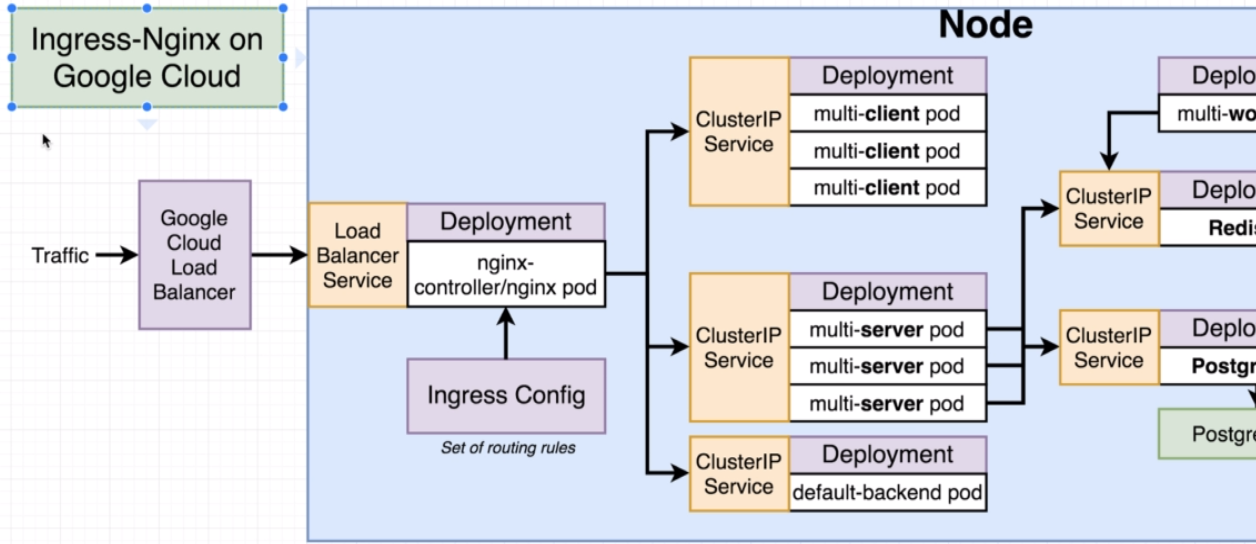 Ingress-Nginx on
Google Cloud
Node
Traffic
Google
Cloud
Load
Balancer
Load
Balancer
Service
Deployment
nginx-
controller/nginx pod
Ingress Config
Set of routing rules
ClusterIP
Service
Deployment
multi-client pod
multi-client pod
multi-client pod
ClusterIP
Service
Deployment
multi-server pod
multi-server pod
multi-server pod
ClusterIP
Service
Deployment
default-backend pod
Deplo
multi-wo
ClusterIP
Service
Deplo
Redis
ClusterIP
Service
Deplo
Postgr
Postgre